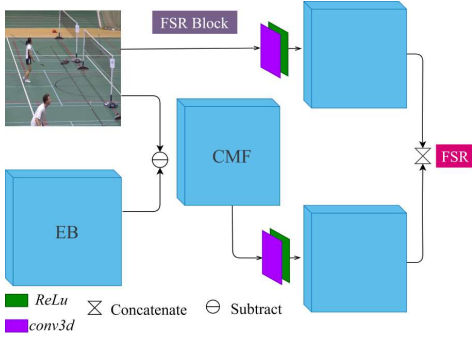 FSR Block
CMF
FSR
EB
ReLu
Concatenate
Subtract
conv3d